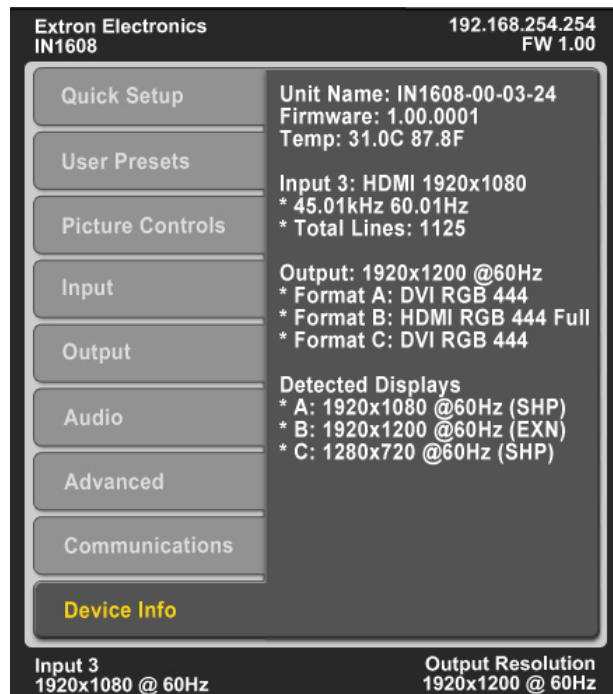 Extron Electronics
IN1608
192.168.254.254
FW 1.00
Quick Setup
User Presets
Picture Controls
Input
Output
Audio
Advanced
Communications
Device Info
Unit Name: IN1608-00-03-24
Firmware: 1.00.0001
Temp: 31.0C 87.8F
Input 3: HDMI 1920x1080
* 45.01kHz 60.01Hz
* Total Lines: 1125
Output: 1920x1200 @60Hz
* Format A: DVI RGB 444
* Format B: HDMI RGB 444 Full
* Format C: DVI RGB 444
Detected Displays
* A: 1920x1080 @60Hz (SHP)
* B: 1920x1200 @60Hz (EXN)
* C: 1280x720 @60Hz (SHP)
Input 3
1920x1080 @ 60Hz
Output Resolution
1920x1200 @ 60Hz